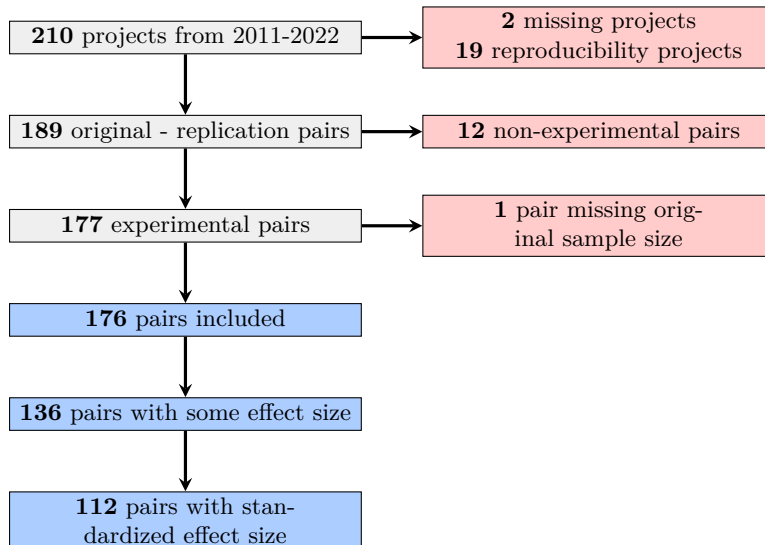 210 projects from 2011-2022
2 missing projects
19 reproducibility projects
189 original - replication pairs
12 non-experimental pairs
177 experimental pairs
1 pair missing orig-
inal sample size
176 pairs included
136 pairs with some effect size
112 pairs with stan-
dardized effect size